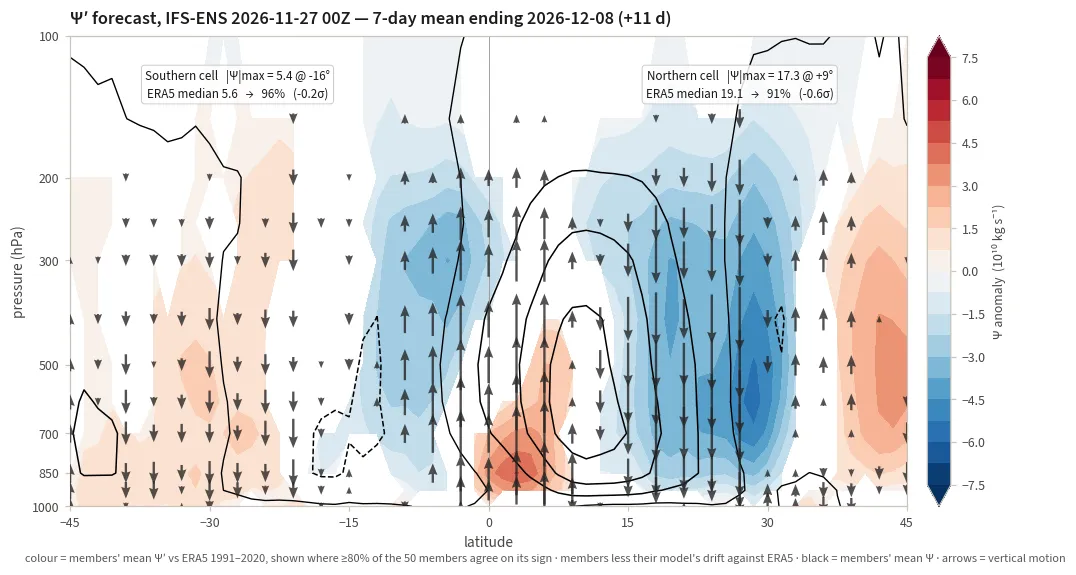 Ψ′ forecast, IFS-ENS 2026-11-27 00Z — 7-day mean ending 2026-12-08 (+11 d)
Southern cell |Ψ|max = 5.4 @ -16°
ERA5 median 5.6 → 96% (-0.2σ)
Northern cell |Ψ|max = 17.3 @ +9°
ERA5 median 19.1 → 91% (-0.6σ)
pressure (hPa)
100
200
300
400
500
700
850
1000
−45
−30
−15
0
15
30
45
latitude
7.5
6.0
4.5
3.0
1.5
0.0
−1.5
−3.0
−4.5
−6.0
−7.5
Ψ anomaly (10¹⁰ kg s⁻¹)
colour = members' mean Ψ′ vs ERA5 1991–2020, shown where ≥80% of the 50 members agree on its sign · members less their model's drift against ERA5 · black = members' mean Ψ · arrows = vertical motion